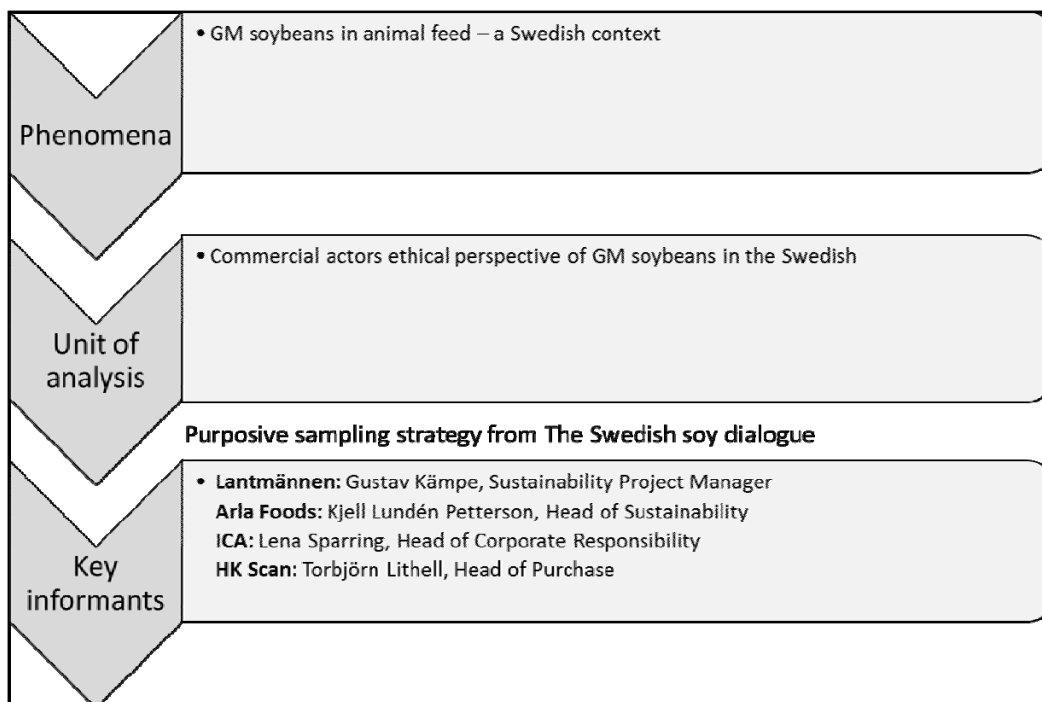 • GM soybeans in animal feed – a Swedish context
Phenomena
• Commercial actors ethical perspective of GM soybeans in the Swedish
Unit of
analysis
Purposive sampling strategy from The Swedish soy dialogue
• Lantmännen: Gustav Kämpe, Sustainability Project Manager
Arla Foods: Kjell Lundén Petterson, Head of Sustainability
ICA: Lena Sparring, Head of Corporate Responsibility
HK Scan: Torbjörn Lithell, Head of Purchase
Key
informants